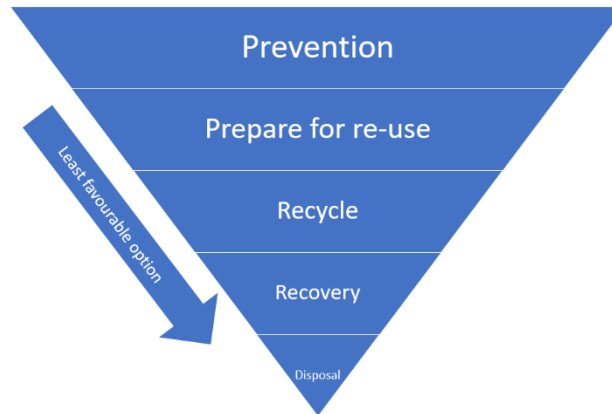 Prevention
Prepare for re-use
Recycle
Recovery
Disposal
Least favourable option